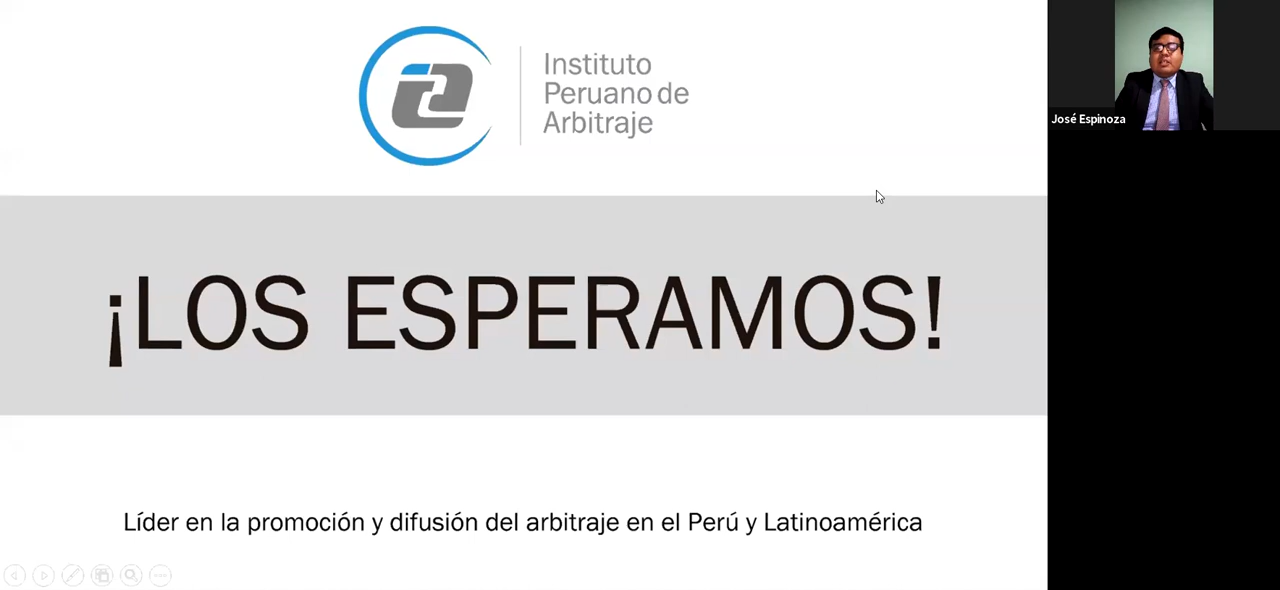 Instituto
Peruano de
Arbitraje
José Espinoza
¡LOS ESPERAMOS!
Líder en la promoción y difusión del arbitraje en el Perú y Latinoamérica